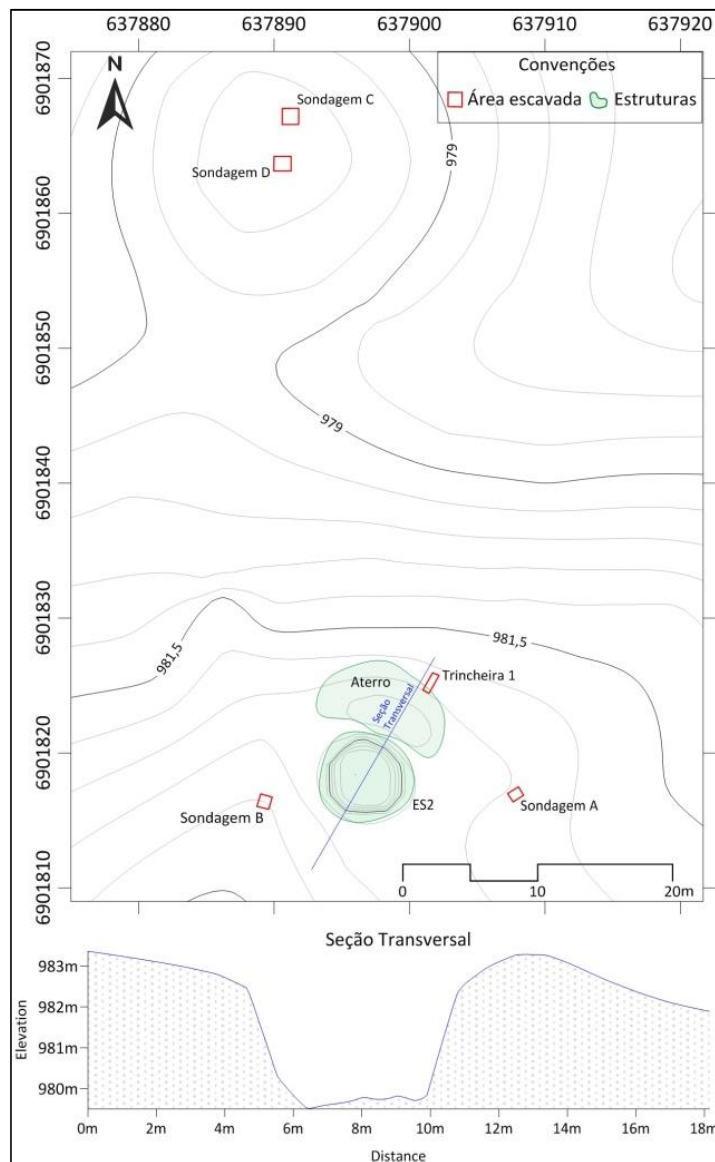 637880 637890 637900 637910 637920
N
Convenções
Área escavada Estruturas
6901870
Sondagem C
979
Sondagem D
6901860
6901850
979
6901840
6901830
981,5
981,5
Aterro
Trincheira 1
Seção
Transversal
6901820
ES2
Sondagem A
Sondagem B
6901810
0 10 20m
Seção Transversal
983m
982m
981m
980m
Elevation
0m 2m 4m 6m 8m 10m 12m 14m 16m 18m
Distance